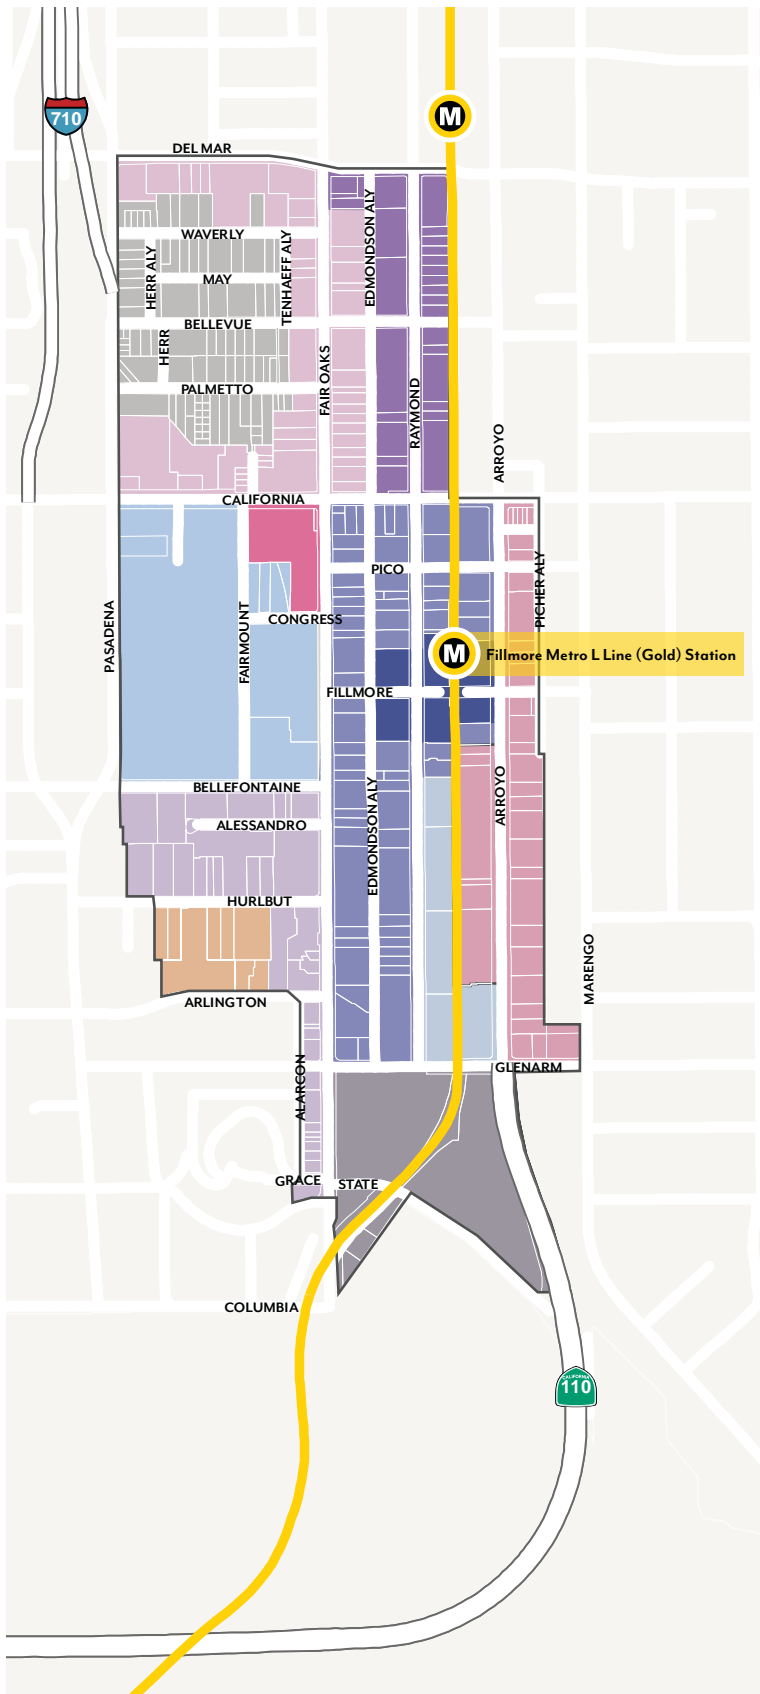 M
710
DEL MAR
WAVERLY
EDMONDSON ALY
HERR ALY
TENHAEFF ALY
MAY
BELLEVUE
HERR
FAIR OAKS
PALMETTO
RAYMOND
ARROYO
CALIFORNIA
PICO
PICHER ALY
PASADENA
FAIRMOUNT
CONGRESS
M
Fillmore Metro L Line (Gold) Station
FILLMORE
BELLEFONTAINE
ARROYO
EDMONDSON ALY
ALESSANDRO
HURLBUT
MARENGO
ARLINGTON
GLENARM
ALARCON
GRACE
STATE
COLUMBIA
CALIFORNIA
110